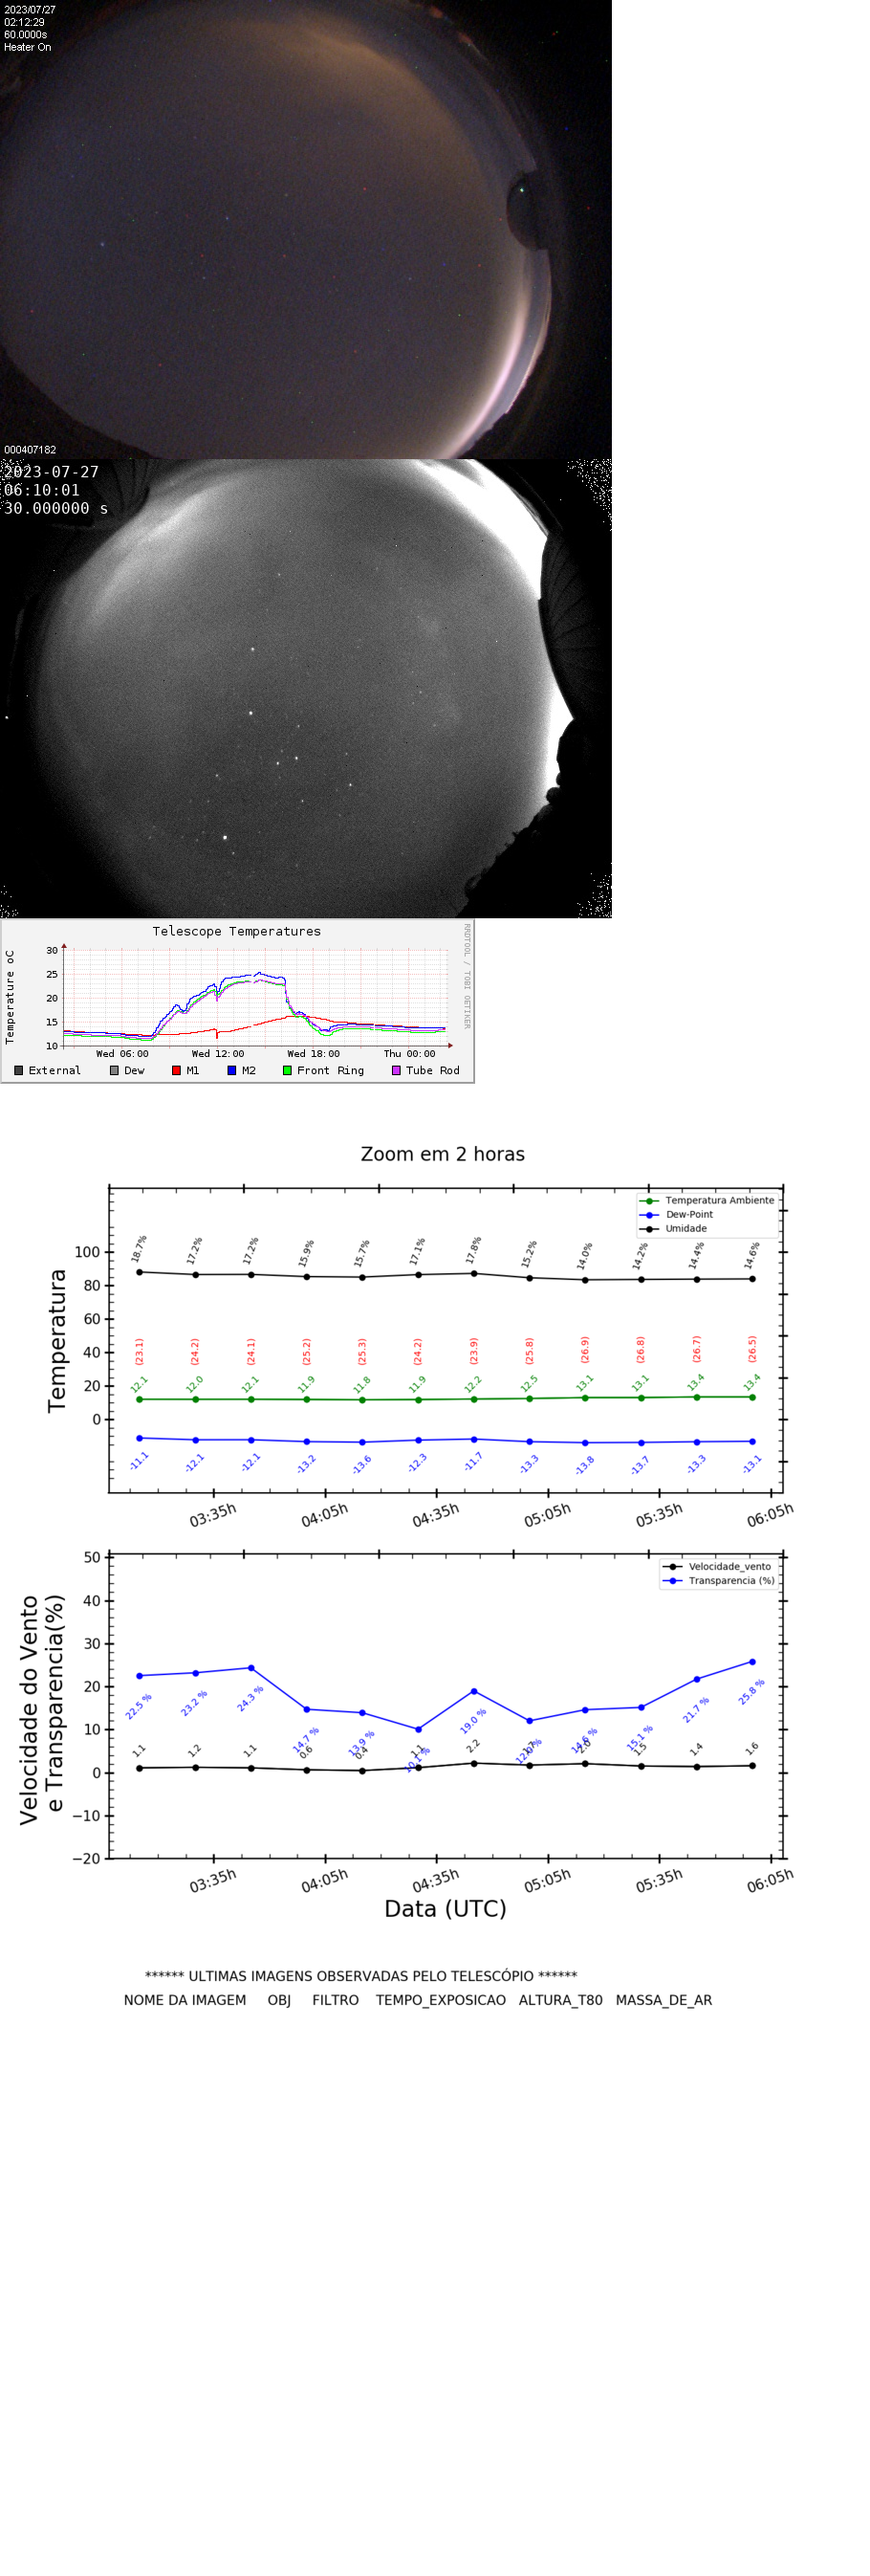 2023/07/27
02:12:29
60.0000s
Heater On
000407182
2023-07-27
06:10:01
30.000000 s
Telescope Temperatures
RRDTOOL / TOBI OETIKER
Temperature oC
30
25
20
15
10
Wed 06:00 Wed 12:00 Wed 18:00 Thu 00:00
External Dew M1 M2 Front Ring Tube Rod
Zoom em 2 horas
Temperatura Ambiente
Dew-Point
Umidade
Temperatura
100
80
60
40
20
0
18.7% 17.2% 17.2% 15.9% 15.7% 17.1% 17.8% 15.2% 14.0% 14.2% 14.4% 14.6%
(23.1) (24.2) (24.1) (25.2) (25.3) (24.2) (23.9) (25.8) (26.9) (26.8) (26.7) (26.5)
12.1 12.0 12.1 11.9 11.8 11.9 12.2 12.5 13.1 13.1 13.4 13.4
-11.1 -12.1 -12.1 -13.2 -13.6 -12.3 -11.7 -13.3 -13.8 -13.7 -13.3 -13.1
03:35h 04:05h 04:35h 05:05h 05:35h 06:05h
Velocidade_vento
Transparencia (%)
Velocidade do Vento
e Transparencia(%)
50
40
30
20
10
0
−10
−20
22.5 % 23.2 % 24.3 % 14.7 % 13.9 % 10.1 % 19.0 % 15.1 % 21.7 % 25.8 %
1.1 1.2 1.1 0.6 0.4 1.1 2.2 2.0 1.5 1.4 1.6
03:35h 04:05h 04:35h 05:05h 05:35h 06:05h
Data (UTC)
****** ULTIMAS IMAGENS OBSERVADAS PELO TELESCÓPIO ******
NOME DA IMAGEM OBJ FILTRO TEMPO_EXPOSICAO ALTURA_T80 MASSA_DE_AR